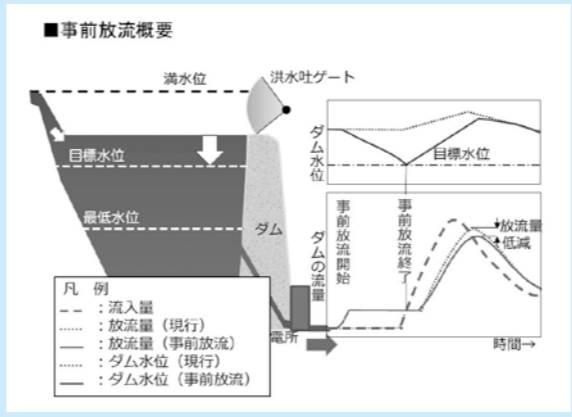 ■事前放流概要
満水位
洪水吐ゲート
目標水位
最低水位
ダム
ダム水位
目標水位
事前放流開始
事前放流終了
ダムの流量
放流量
低減
時間→
電所
凡 例
：流入量
：放流量（現行）
：放流量（事前放流）
：ダム水位（現行）
：ダム水位（事前放流）